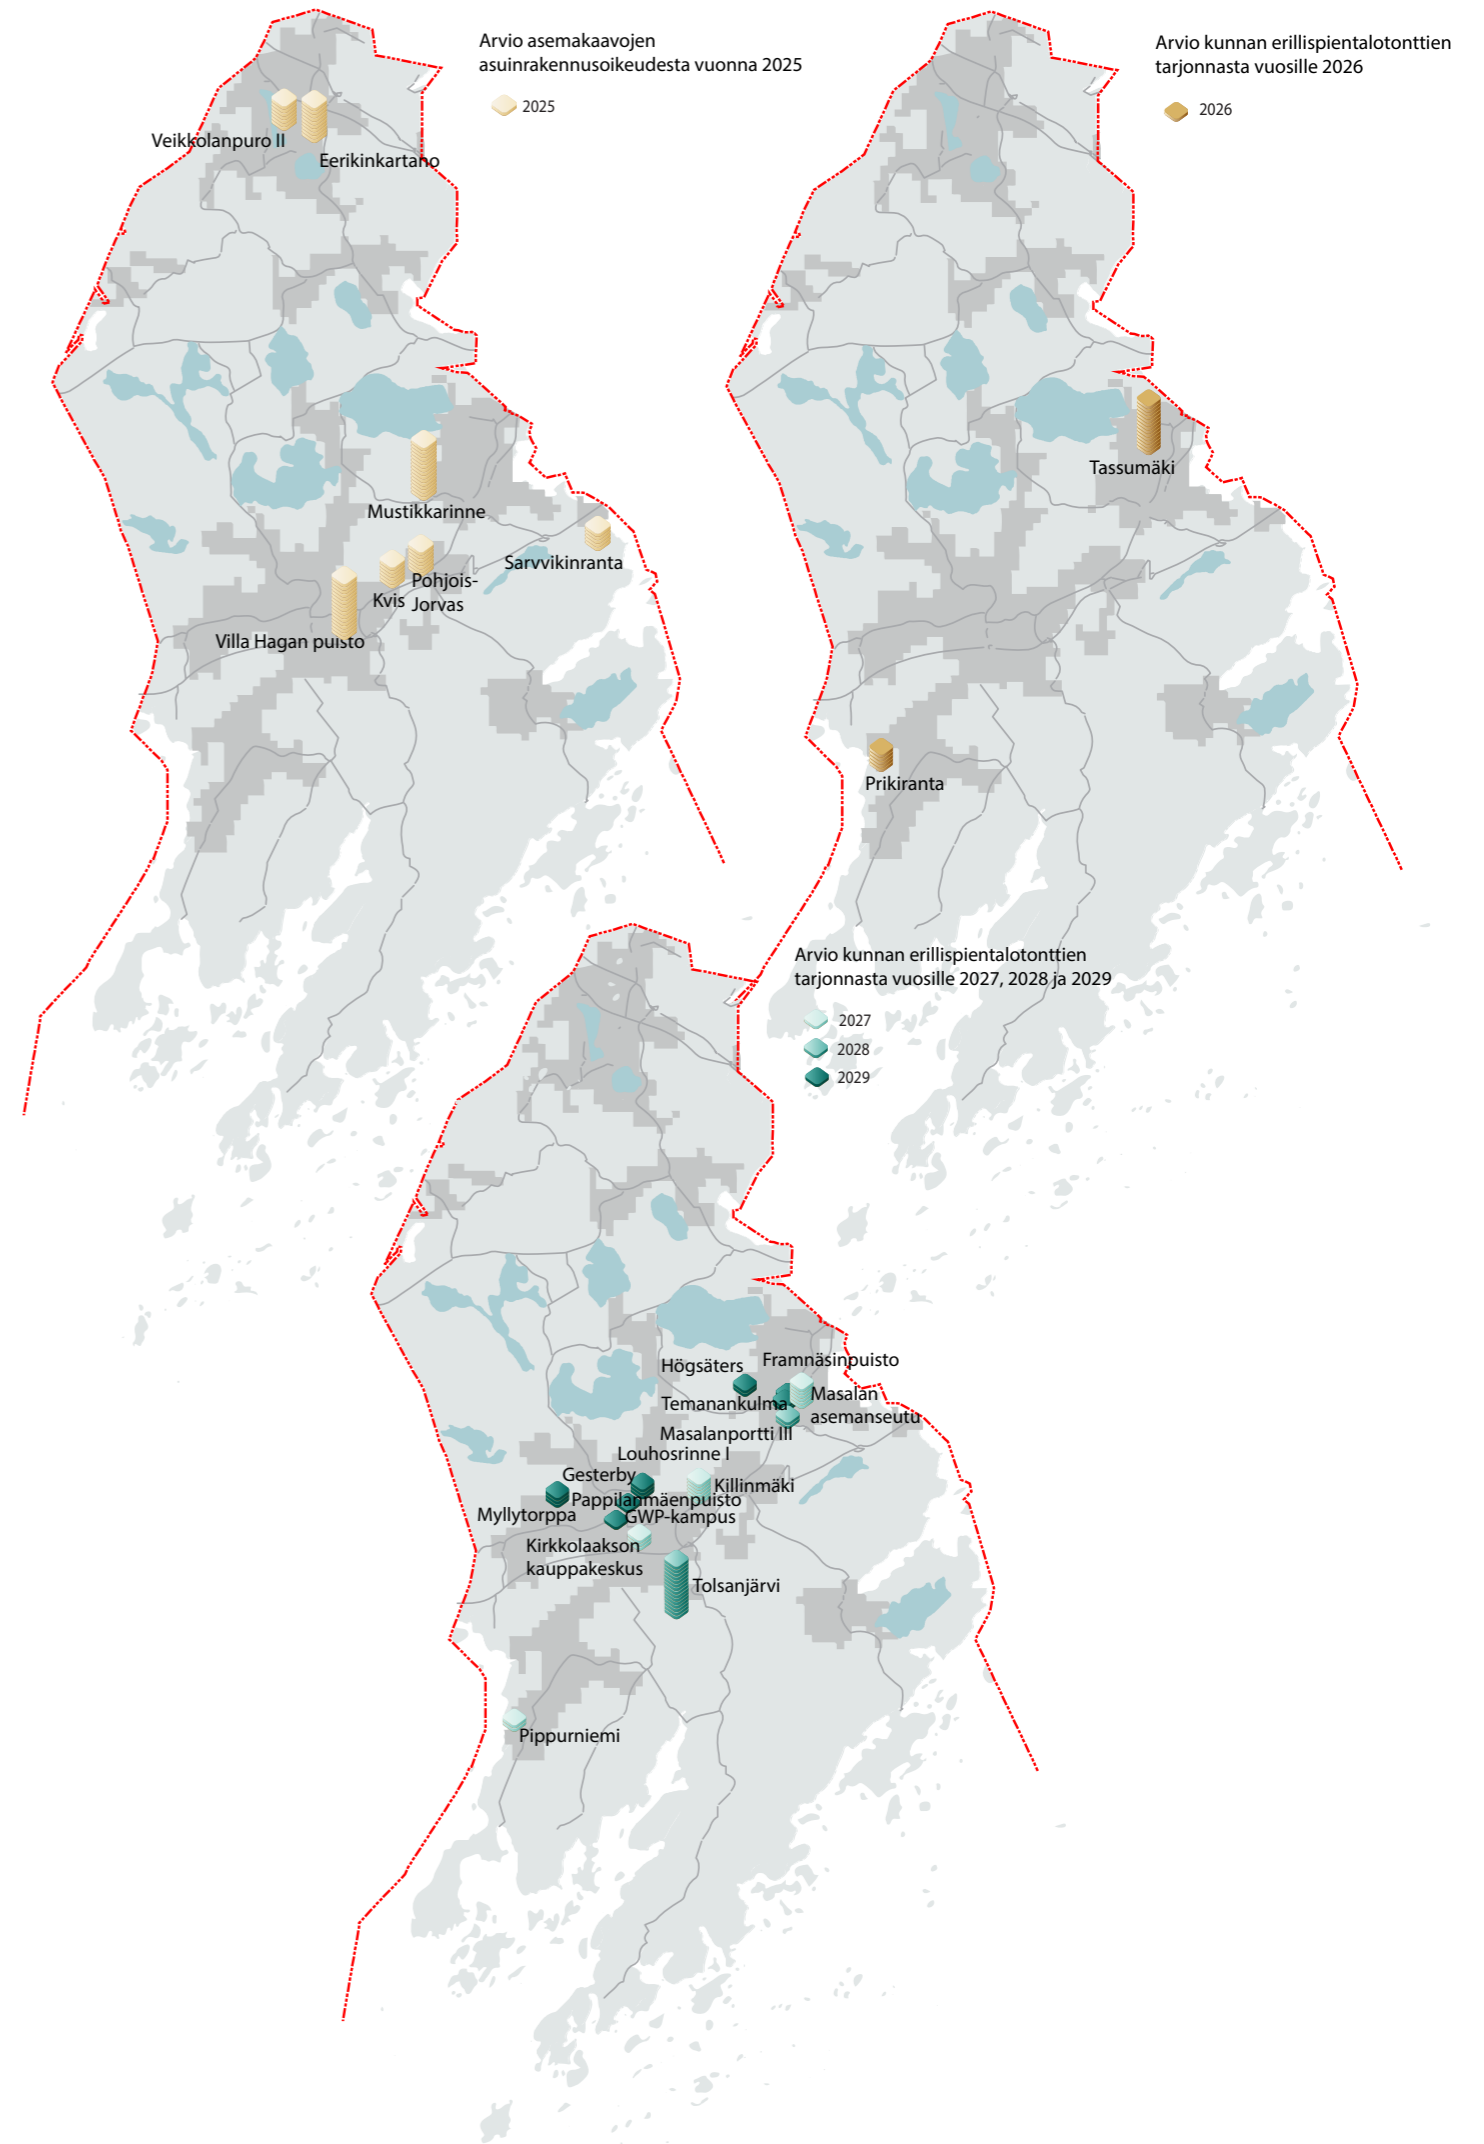 Arvio asemakaavojen
asuinrakennusoikeudesta vuonna 2025
2025
Veikkolanpuro II
Eerikinkartano
Mustikkarinne
Sarvvikinranta
Pohjois-
Jorvas
Kvis
Villa Hagan puisto
Arvio kunnan erillispientalotonttien
tarjonnasta vuosille 2026
2026
Tassumäki
Prikiranta
Arvio kunnan erillispientalotonttien
tarjonnasta vuosille 2027, 2028 ja 2029
2027
2028
2029
Högsäters
Framnäsinpuisto
Temanankulma
Masalan
asemanseutu
Masalanportti III
Louhosrinne I
Gesterby
Killinmäki
Pappilanmäenpuisto
Myllytorppa
GWP-kampus
Kirkkolaakson
kauppakeskus
Tolsanjärvi
Pippurniemi